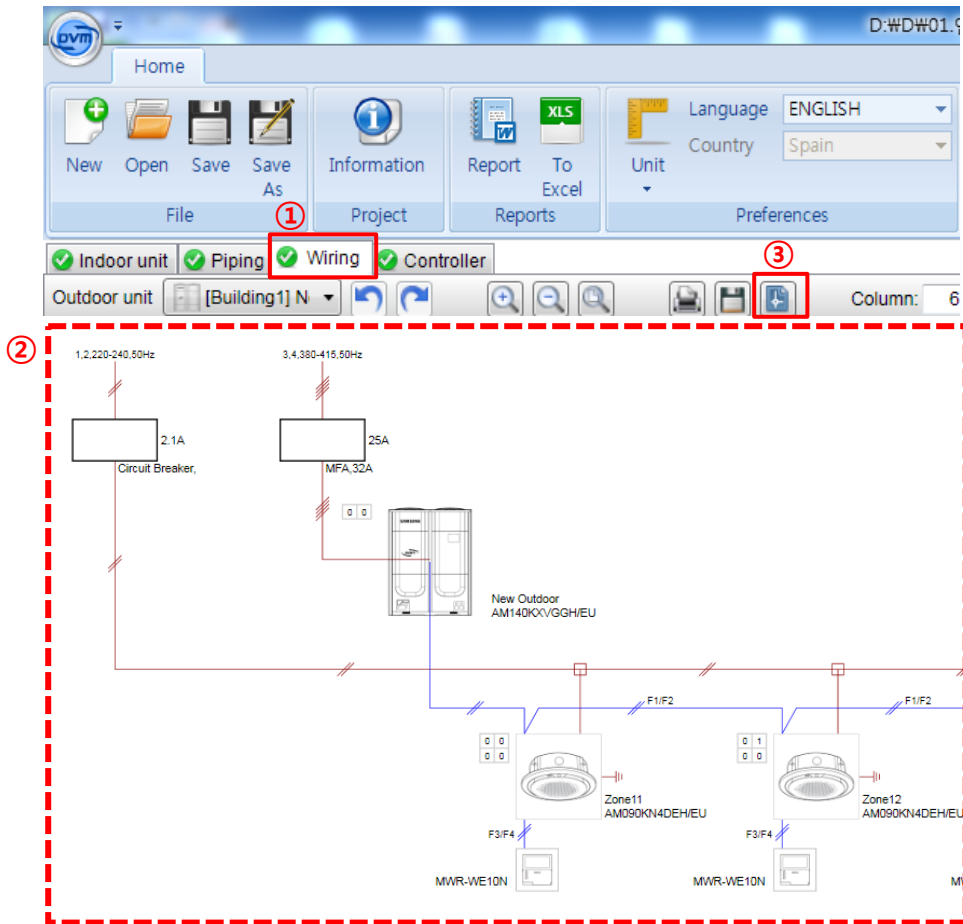 pvm
D:₩D₩01.
Home
New
Open
Save
Save As
Information
Report
To Excel
Unit
Language ENGLISH
Country Spain
W
XLS
File
Project
Reports
Preferences
①
Indoor unit
Piping
Wiring
Controller
③
Outdoor unit
[Building1] N
Column: 6
②
1,2,220-240,50Hz
3,4,380-415,50Hz
2.1A
25A
Circuit Breaker,
MFA,32A
0 0
SAMSUNG
New Outdoor
AM140KXVGGH/EU
F1/F2
F1/F2
0 0
0 0
0 1
0 0
Zone11
AM090KN4DEH/EU
Zone12
AM090KN4DEH/EU
F3/F4
F3/F4
MWR-WE10N
MWR-WE10N